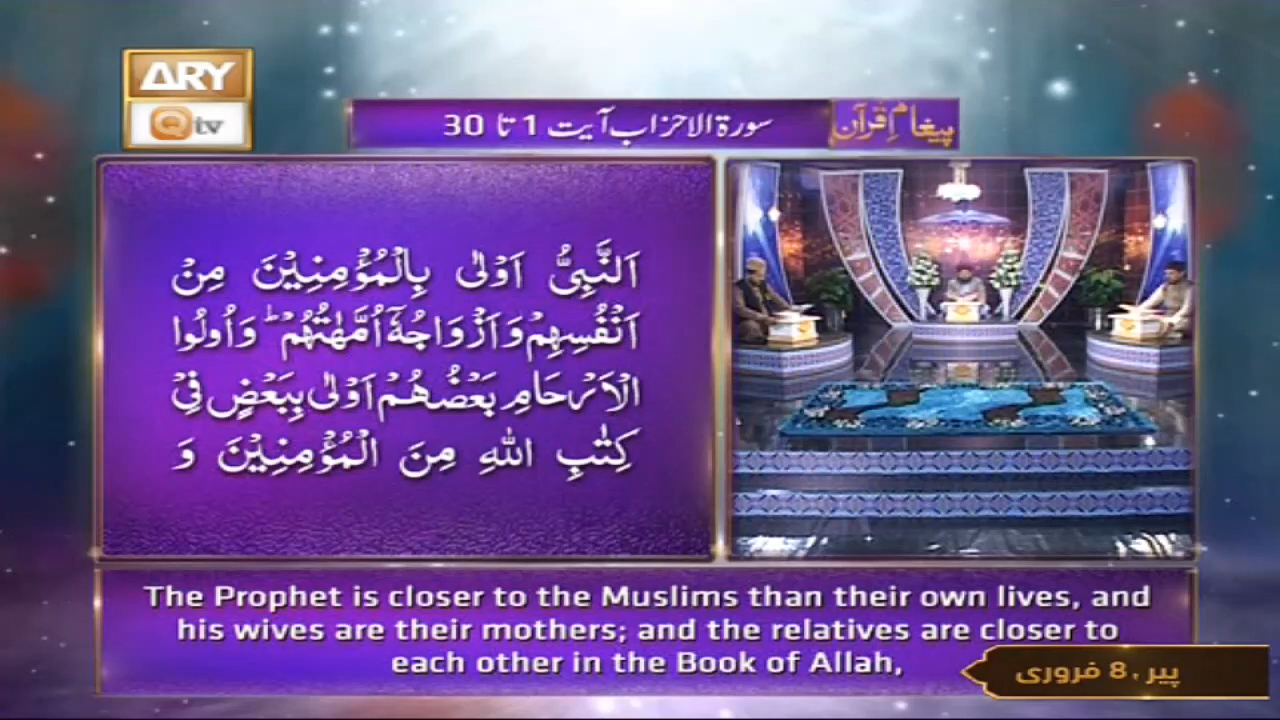 ARY
Qtv
پیغام قرآن
سورۃ الاحزاب آیت 1 تا 30
اَلنَّبِیُّ اَوْلٰی بِالْمُؤْمِنِیْنَ مِنْ
اَنْفُسِهِمْ وَ اَزْوَاجُهٗۤ اُمَّهٰتُهُمْ ؕ وَ اُولُوا
الْاَرْحَامِ بَعْضُهُمْ اَوْلٰی بِبَعْضٍ فِیْ
كِتٰبِ اللّٰهِ مِنَ الْمُؤْمِنِیْنَ وَ
The Prophet is closer to the Muslims than their own lives, and
his wives are their mothers; and the relatives are closer to
each other in the Book of Allah,
پیر، 8 فروری